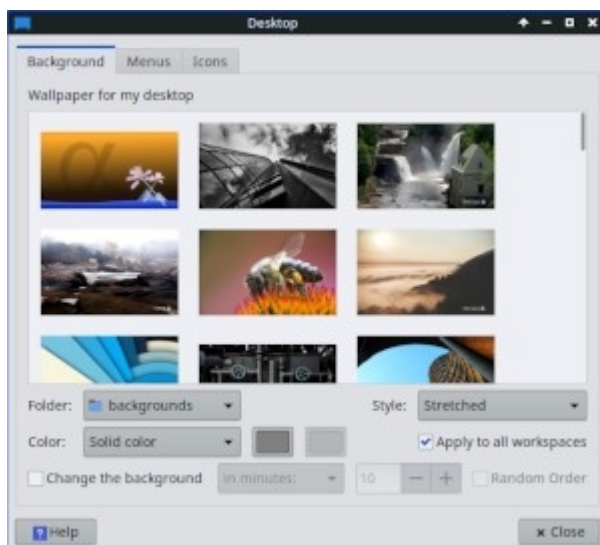 Desktop
Background Menus Icons
Wallpaper for my desktop
α
Folder: backgrounds Style: Stretched
Color: Solid color Apply to all workspaces
Change the background in minutes: 10 Random Order
Help Close